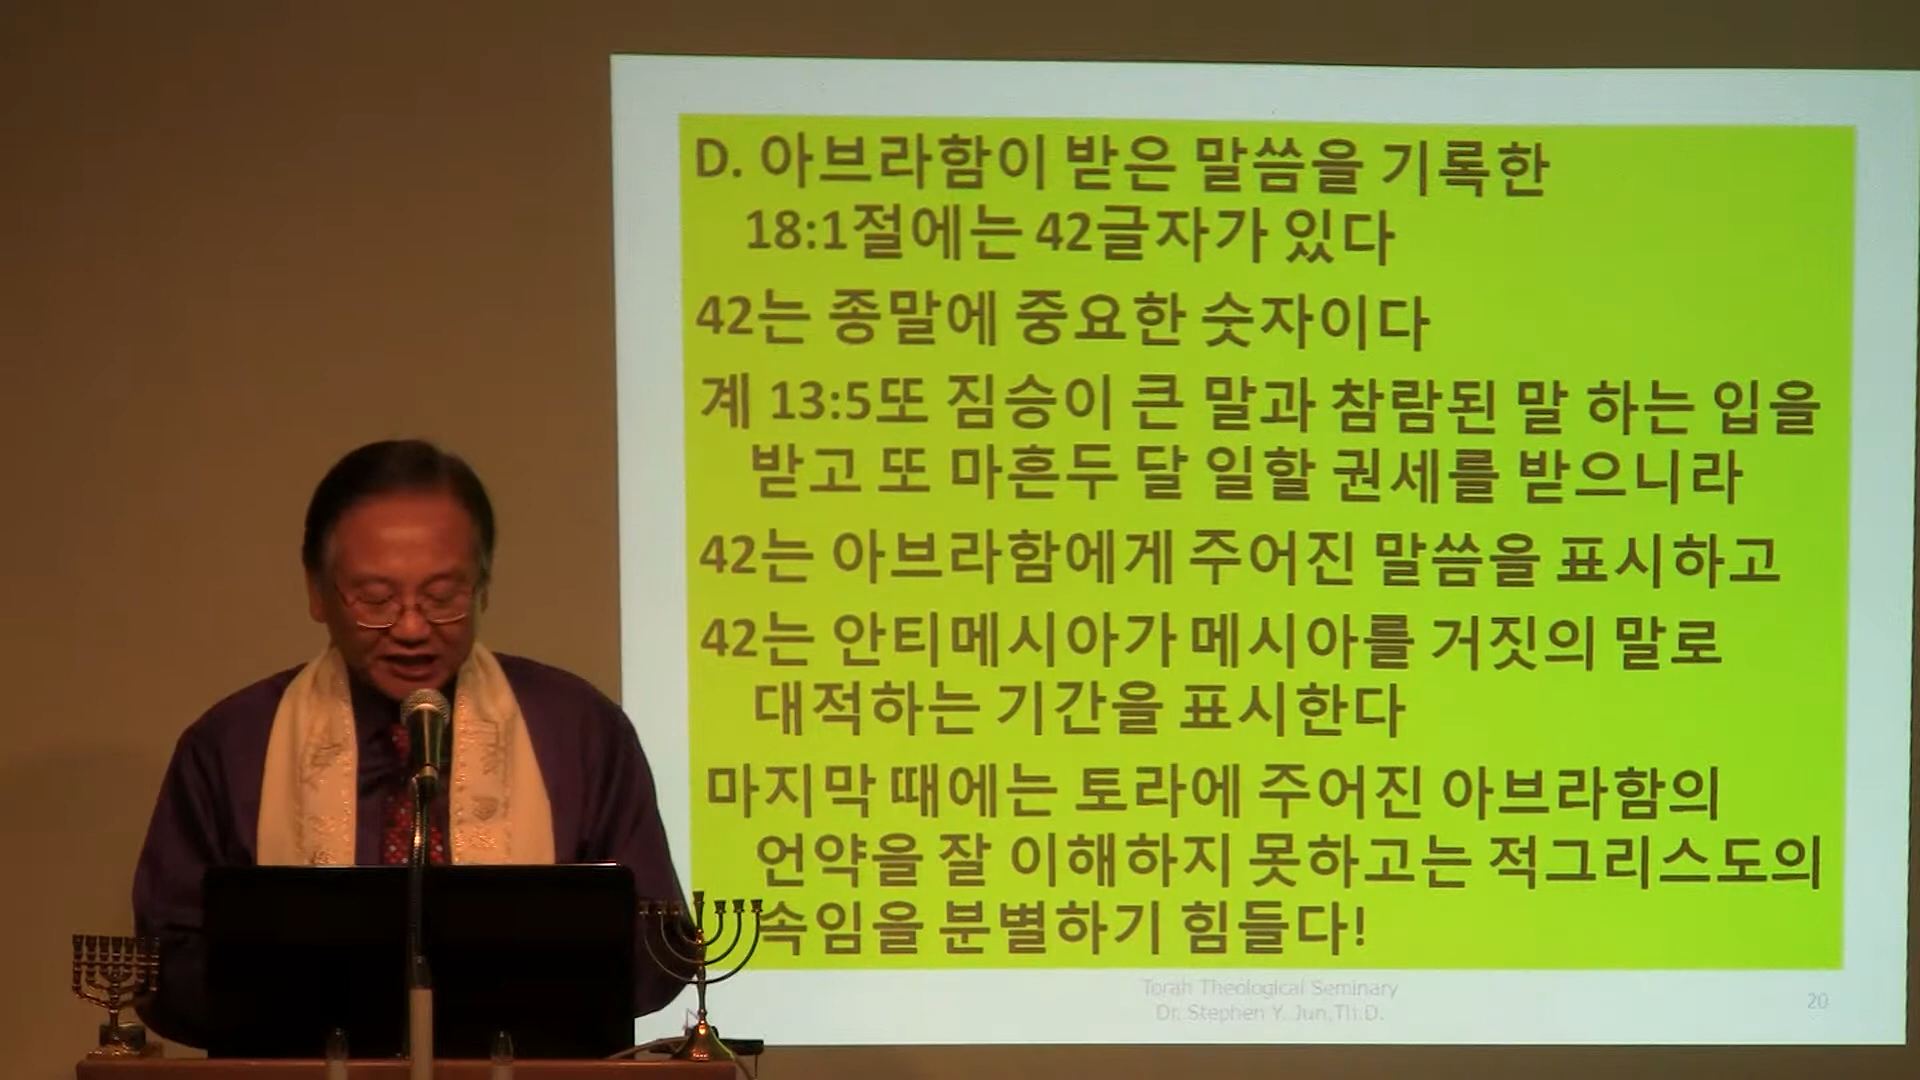 D. 아브라함이 받은 말씀을 기록한
18:1절에는 42글자가 있다
42는 종말에 중요한 숫자이다
계 13:5또 짐승이 큰 말과 참람된 말 하는 입을
받고 또 마흔두 달 일할 권세를 받으니라
42는 아브라함에게 주어진 말씀을 표시하고
42는 안티메시아가 메시아를 거짓의 말로
대적하는 기간을 표시한다
마지막 때에는 토라에 주어진 아브라함의
언약을 잘 이해하지 못하고는 적그리스도의
속임을 분별하기 힘들다!
Torah Theological Seminary
Dr. Stephen Y. Jun,Th.D.
20